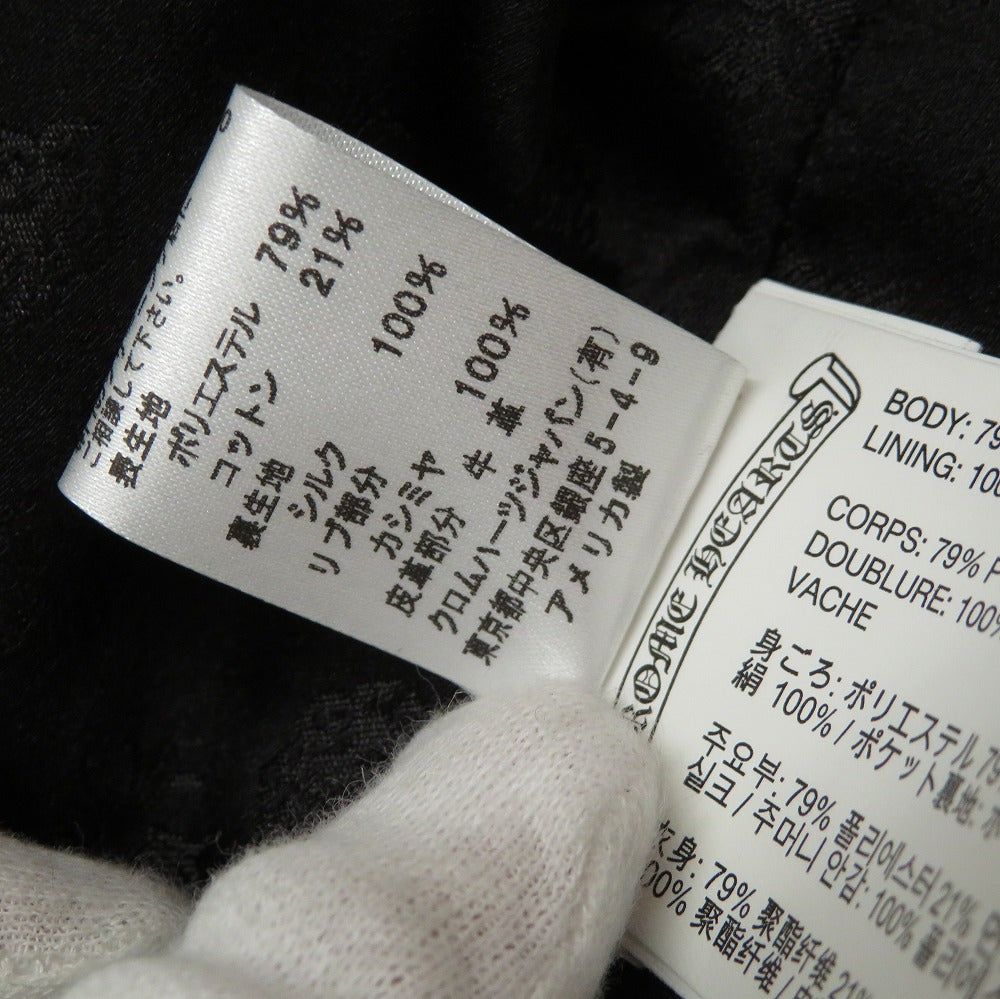 ご相談して下さい。
表生地
ポリエステル 79%
コットン 21%
裏生地
シルク 100%
リブ部分
カシミヤ 100%
皮革部分 牛 革
クロムハーツジャパン(有)
東京都中央区銀座5-4-9
アメリカ製
ROME HEARTS
BODY: 79
LINING: 100
CORPS: 79% P
DOUBLURE: 100%
VACHE
身ごろ: ポリエステル 79
絹 100% / ポケット裏地:
주요부: 79% 폴리에스터 21%
실크 / 주머니 안감: 100% 폴리에
衣身: 79% 聚酯纤维 21%
00% 聚酯纤维 /